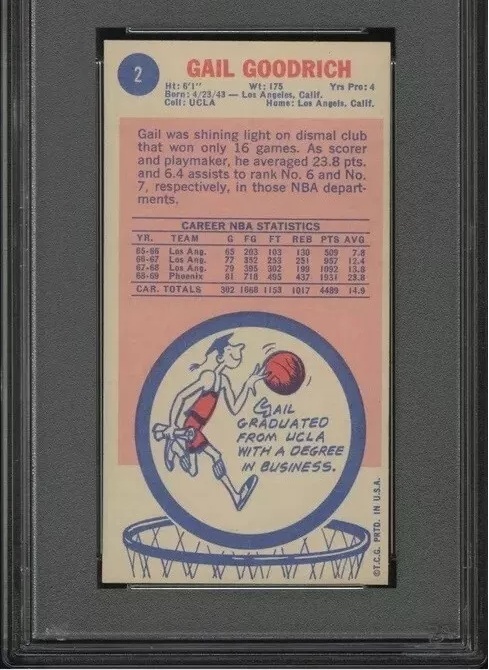 2
GAIL GOODRICH
Ht: 6'1" Wt: 175 Yrs Pro: 4
Born: 4/23/43 — Los Angeles, Calif.
Coll: UCLA Home: Los Angels, Calif.
Gail was shining light on dismal club
that won only 16 games. As scorer
and playmaker, he averaged 23.8 pts.
and 6.4 assists to rank No. 6 and No.
7, respectively, in those NBA depart-
ments.
CAREER NBA STATISTICS
YR. TEAM G FG FT REB PTS AVG
65-66 Los Ang. 65 203 103 130 509 7.8
66-67 Los Ang. 77 352 253 251 957 12.4
67-68 Los Ang. 79 395 302 199 1092 13.8
68-69 Phoenix 81 718 495 437 1931 23.8
CAR. TOTALS 302 1668 1153 1017 4489 14.9
GAIL
GRADUATED
FROM UCLA
WITH A DEGREE
IN BUSINESS.
©T.C.G. PRTD. IN U.S.A.